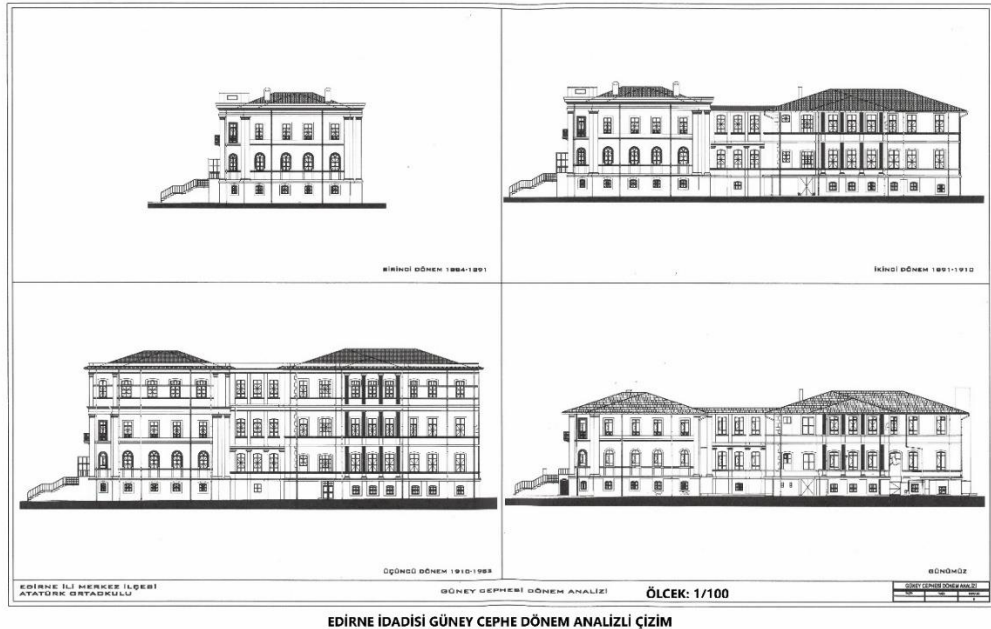 BİRİNCİ DÖNEM 1884-1891
İKİNCİ DÖNEM 1891-1910
ÜÇÜNCÜ DÖNEM 1910-1953
GÜNÜMÜZ
EDİRNE İLİ MERKEZ İLÇESİ
ATATÜRK ORTAOKULU
GÜNEY CEPHESİ DÖNEM ANALİZİ
ÖLCEK: 1/100
GÜNEY CEPHESİ DÖNEM ANALİZİ
EDİRNE İDADİSİ GÜNEY CEPHE DÖNEM ANALİZLİ ÇİZİM